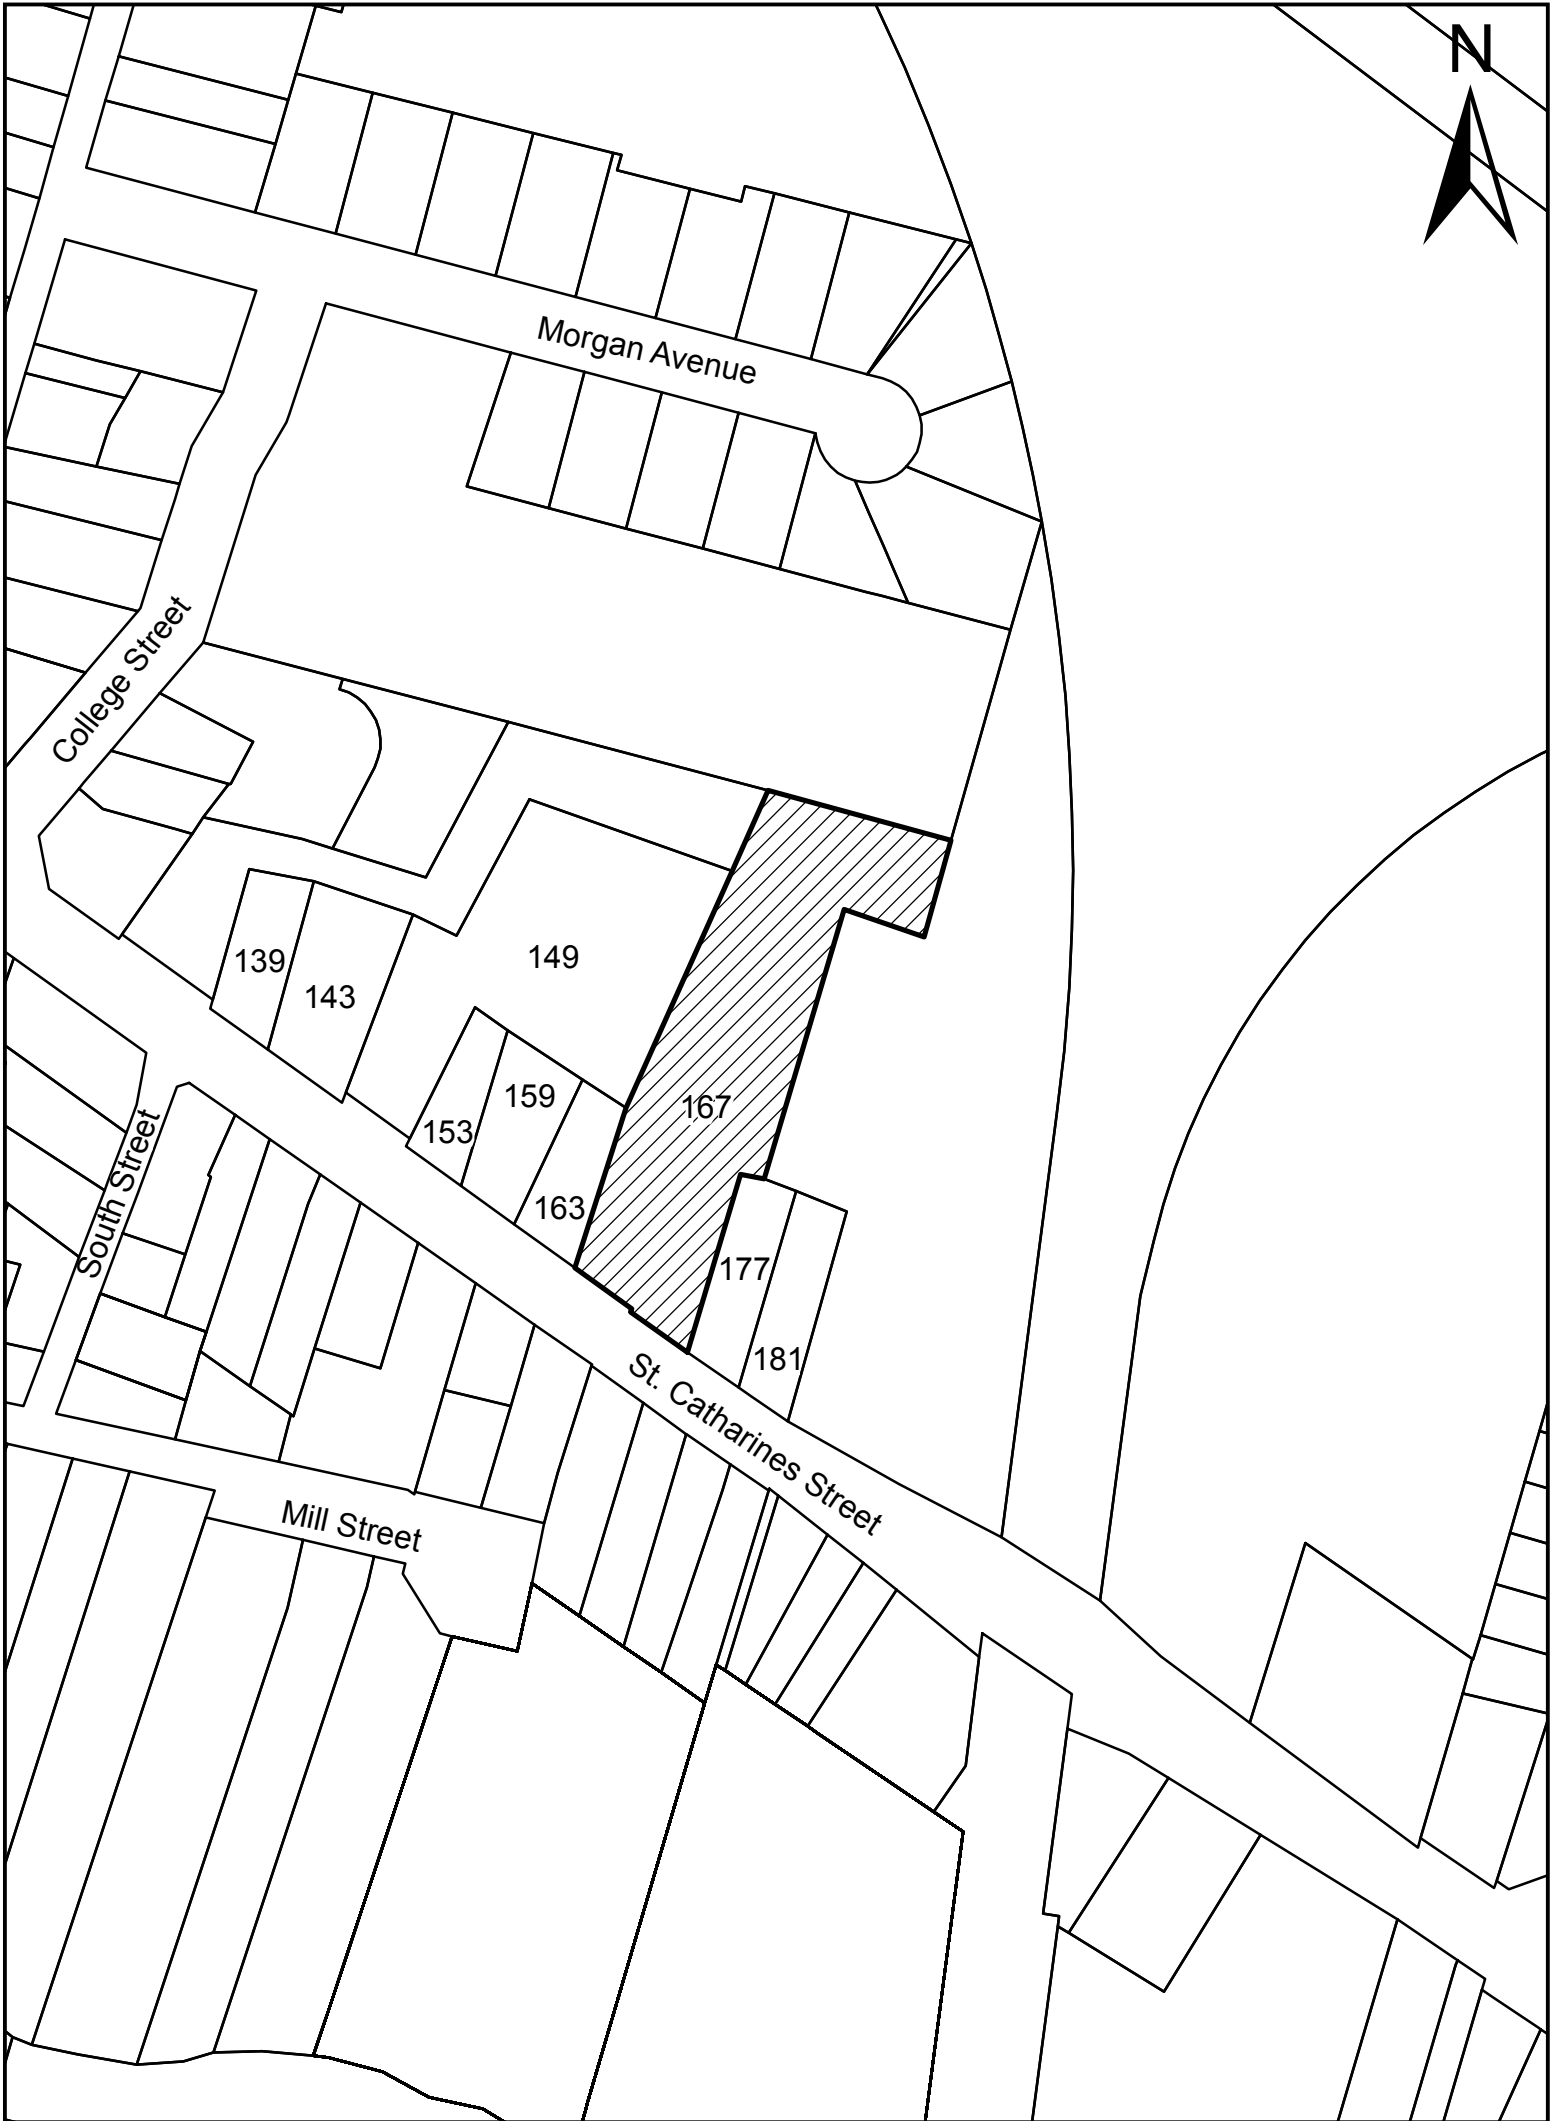 N
Morgan Avenue
College Street
139
143
149
153
159
163
167
South Street
177
181
St. Catharines Street
Mill Street